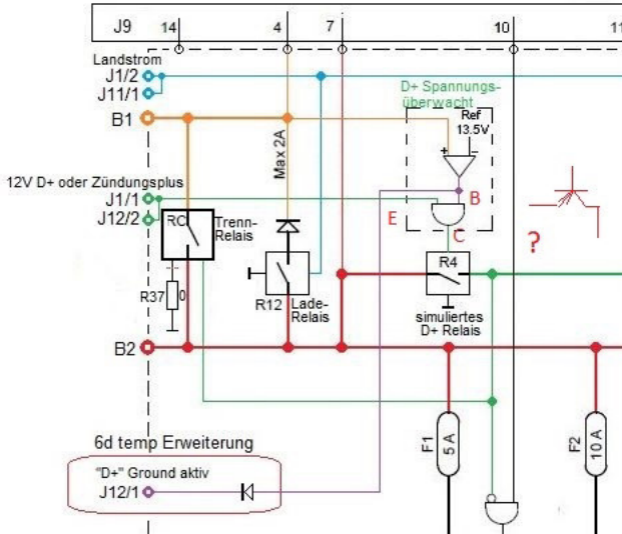 J9 14 4 7 10 11
Landstrom
J1/2
J11/1
D+ Spannungs-
überwacht
Ref
13.5V
B1
+ -
Max 2A
12V D+ oder Zündungsplus
J1/1
J12/2
B
E
RC
Trenn-
Relais
C
?
R4
R37
0
R12
Lade-
Relais
simuliertes
D+ Relais
B2
F1
5 A
F2
10 A
6d temp Erweiterung
"D+" Ground aktiv
J12/1